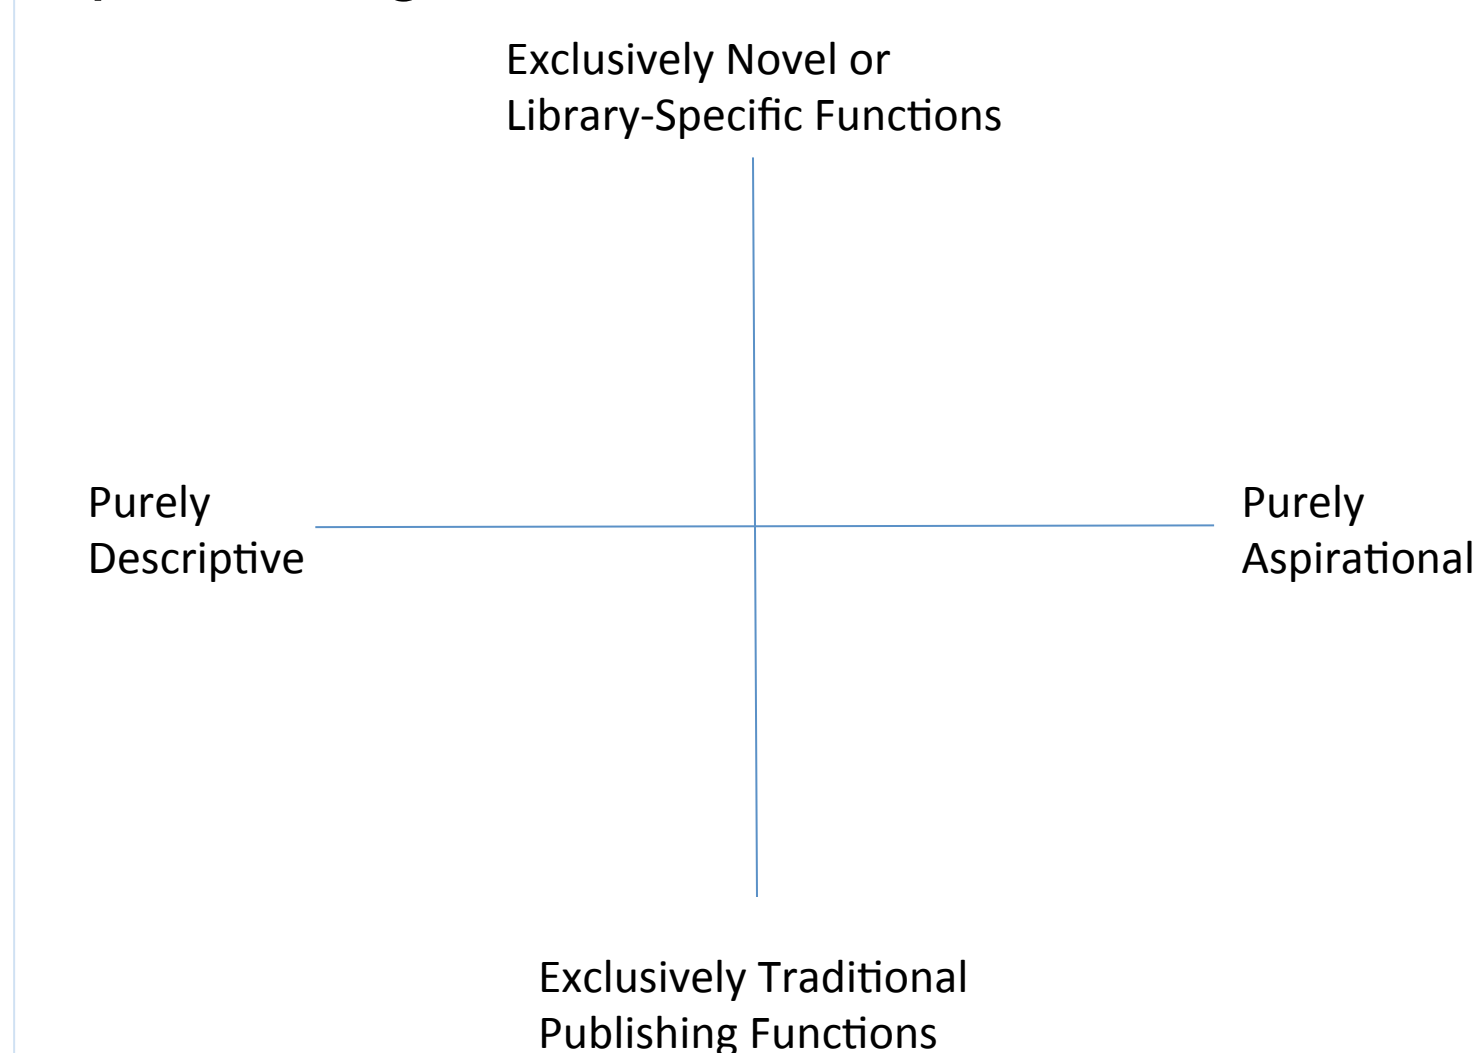 Exclusively Novel or
Library-Specific Functions
Purely
Descriptive
Purely
Aspirational
Exclusively Traditional
Publishing Functions